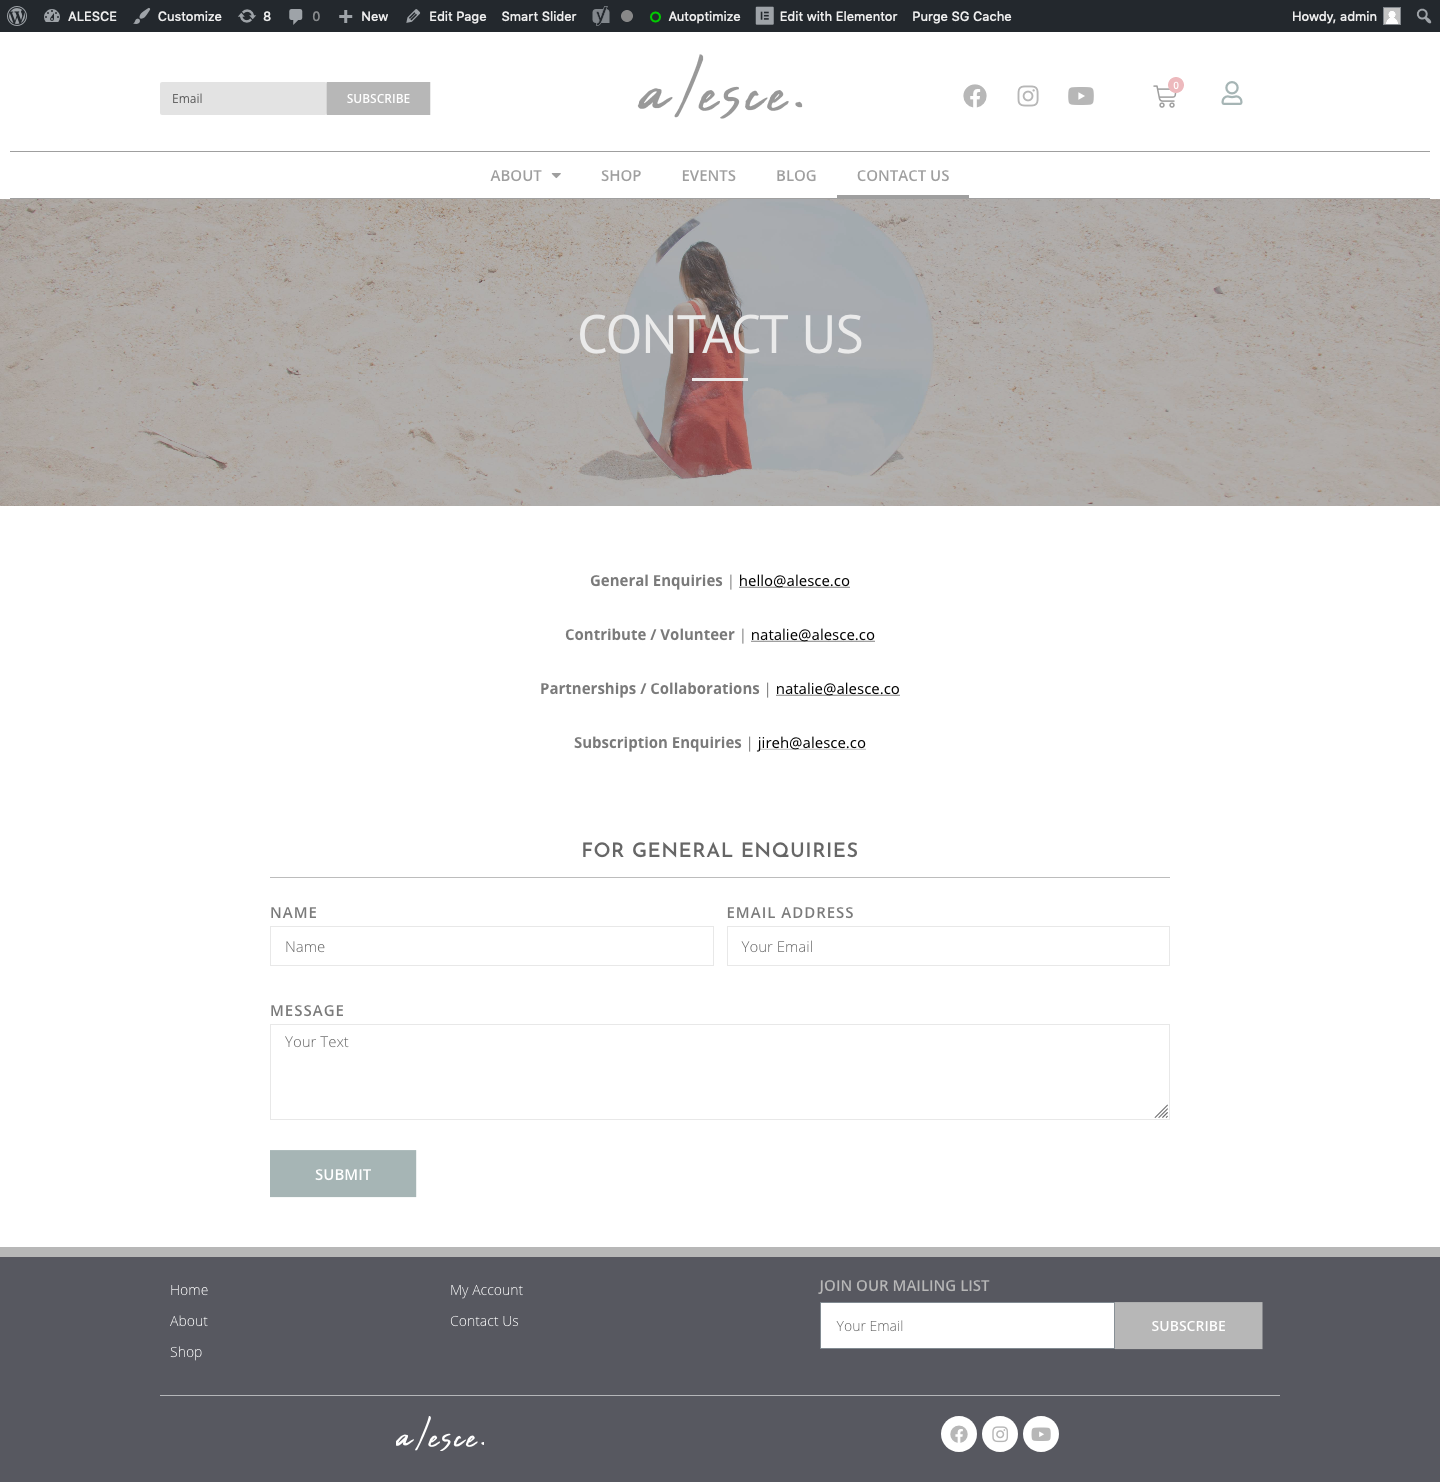 ALESCE Customize 8 0 New Edit Page Smart Slider Autoptimize Edit with Elementor Purge SG Cache Howdy, admin
Email SUBSCRIBE
alesce.
0
ABOUT SHOP EVENTS BLOG CONTACT US
CONTACT US
General Enquiries | hello@alesce.co
Contribute / Volunteer | natalie@alesce.co
Partnerships / Collaborations | natalie@alesce.co
Subscription Enquiries | jireh@alesce.co
FOR GENERAL ENQUIRIES
NAME EMAIL ADDRESS
Name Your Email
MESSAGE
Your Text
SUBMIT
Home My Account JOIN OUR MAILING LIST
About Contact Us Your Email SUBSCRIBE
Shop
alesce.